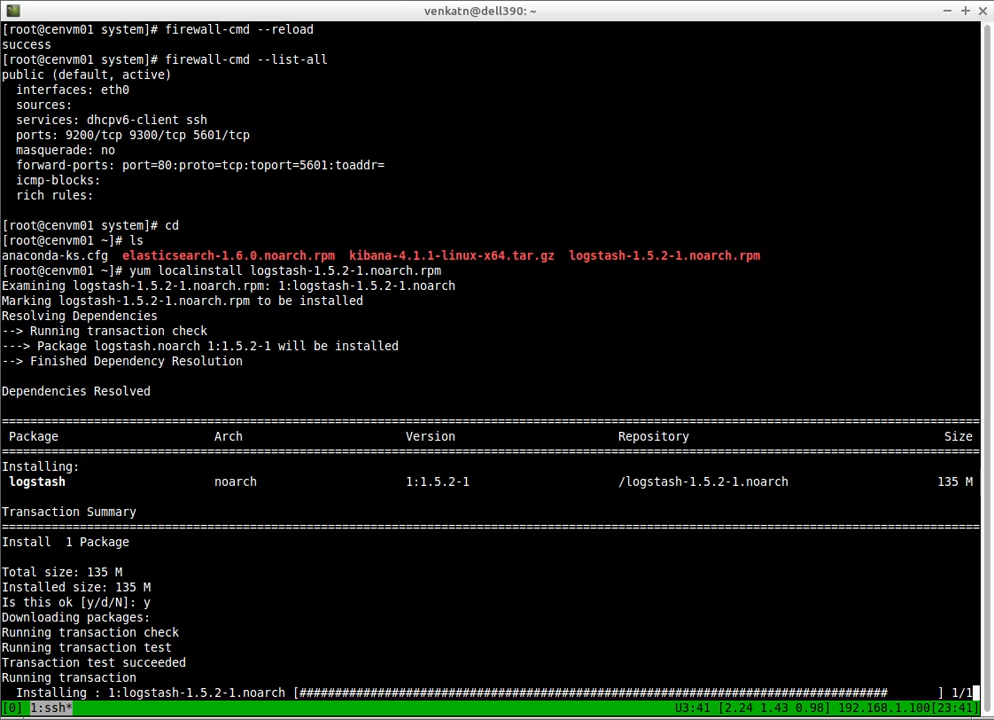 venkatn@dell390: ~
[root@cenvm01 system]# firewall-cmd --reload
success
[root@cenvm01 system]# firewall-cmd --list-all
public (default, active)
  interfaces: eth0
  sources:
  services: dhcpv6-client ssh
  ports: 9200/tcp 9300/tcp 5601/tcp
  masquerade: no
  forward-ports: port=80:proto=tcp:toport=5601:toaddr=
  icmp-blocks:
  rich rules:
[root@cenvm01 system]# cd
[root@cenvm01 ~]# ls
anaconda-ks.cfg  elasticsearch-1.6.0.noarch.rpm  kibana-4.1.1-linux-x64.tar.gz  logstash-1.5.2-1.noarch.rpm
[root@cenvm01 ~]# yum localinstall logstash-1.5.2-1.noarch.rpm
Examining logstash-1.5.2-1.noarch.rpm: 1:logstash-1.5.2-1.noarch
Marking logstash-1.5.2-1.noarch.rpm to be installed
Resolving Dependencies
--> Running transaction check
---> Package logstash.noarch 1:1.5.2-1 will be installed
--> Finished Dependency Resolution
Dependencies Resolved
================================================================================
 Package    Arch    Version    Repository    Size
================================================================================
Installing:
 logstash    noarch    1:1.5.2-1    /logstash-1.5.2-1.noarch    135 M
Transaction Summary
================================================================================
Install  1 Package
Total size: 135 M
Installed size: 135 M
Is this ok [y/d/N]: y
Downloading packages:
Running transaction check
Running transaction test
Transaction test succeeded
Running transaction
  Installing : 1:logstash-1.5.2-1.noarch [###################################################################################       ] 1/1
[0] 1:ssh*    U3:41 [2.24 1.43 0.98] 192.168.1.100[23:41]